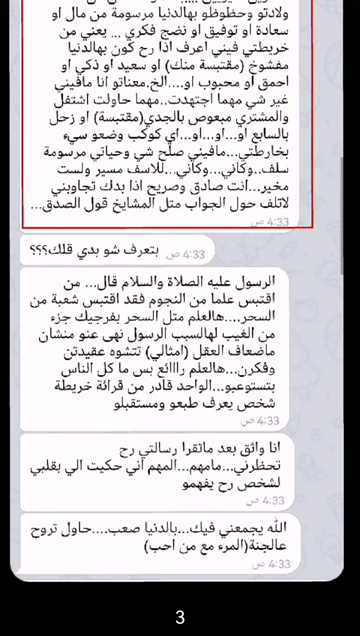 ولادتو وحظوظو بهالدنيا مرسومة من مال او
سعادة او توفيق او نضج فكري ... يعني من
خريطتي فيني اعرف اذا رح كون بهالدنيا
مفشوخ (مقتبسة منك) او سعيد او ذكي او
احمق او محبوب او....الخ.معناتو انا مافيني
غير شي مهما اجتهدت..مهما حاولت اشتغل
والمشتري مبعوص بالجدي(مقتبسة) او زحل
بالسابع او...او...او...اي كوكب وضعو سيء
بخارطتي...مافيني صلح شي وحياتي مرسومة
سلف..وكاني...وكاني...للاسف مسير ولست
مخير...انت صادق وصريح اذا بدك تجاوبني
لاتلف حول الجواب متل المشايخ قول الصدق...
4:33 ص
بتعرف شو بدي قلك؟؟؟
4:33 ص
الرسول عليه الصلاة والسلام قال... من
اقتبس علما من النجوم فقد اقتبس شعبة من
السحر....هالعلم مثل السحر بفرجيك جزء
من الغيب لهالسبب الرسول نهى عنو منشان
ماضعاف العقل (امثالي) تتشوه عقيدتن
وفكرن...هالعلم رااائع بس ما كل الناس
بتستوعبو...الواحد قادر من قرائة خريطة
شخص يعرف طبعو ومستقبلو
4:33 ص
انا واثق بعد ماتقرا رسالتي رح
تحظرني...مامهم...المهم أني حكيت الي بقلبي
لشخص رح يفهمو
4:33 ص
الله يجمعني فيك...بالدنيا صعب....حاول تروح
عالجنة(المرء مع من احب)
4:33 ص
3